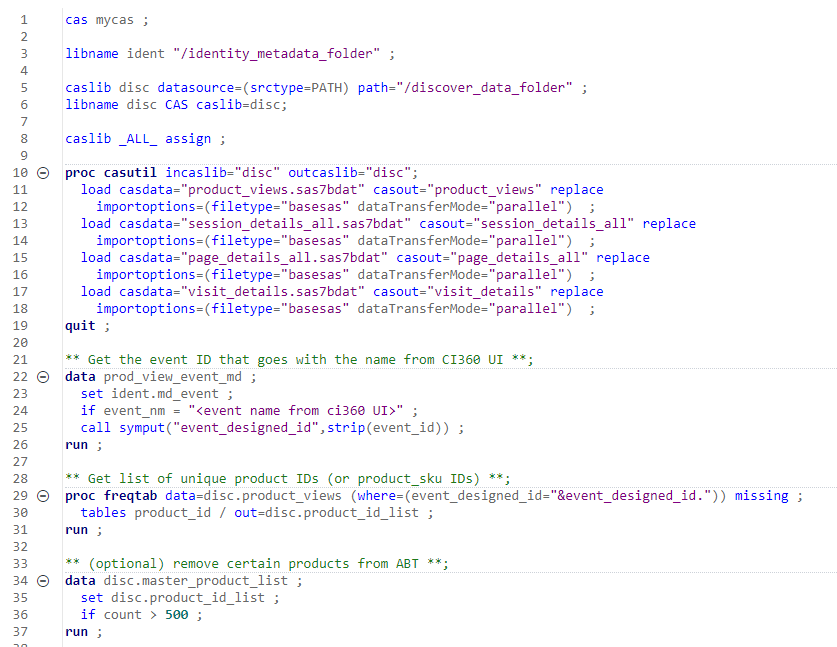 1 cas mycas ;
2
3 libname ident "/identity_metadata_folder" ;
4
5 caslib disc datasource=(srctype=PATH) path="/discover_data_folder" ;
6 libname disc CAS caslib=disc;
7
8 caslib _ALL_ assign ;
9
10 proc casutil incaslib="disc" outcaslib="disc";
11 load casdata="product_views.sas7bdat" casout="product_views" replace
12 importoptions=(filetype="basesas" dataTransferMode="parallel")  ;
13 load casdata="session_details_all.sas7bdat" casout="session_details_all" replace
14 importoptions=(filetype="basesas" dataTransferMode="parallel")  ;
15 load casdata="page_details_all.sas7bdat" casout="page_details_all" replace
16 importoptions=(filetype="basesas" dataTransferMode="parallel")  ;
17 load casdata="visit_details.sas7bdat" casout="visit_details" replace
18 importoptions=(filetype="basesas" dataTransferMode="parallel")  ;
19 quit ;
20
21 ** Get the event ID that goes with the name from CI360 UI **;
22 data prod_view_event_md ;
23 set ident.md_event ;
24 if event_nm = "<event name from ci360 UI>" ;
25 call symput("event_designed_id",strip(event_id)) ;
26 run ;
27
28 ** Get list of unique product IDs (or product_sku IDs) **;
29 proc freqtab data=disc.product_views (where=(event_designed_id="&event_designed_id.")) missing ;
30 tables product_id / out=disc.product_id_list ;
31 run ;
32
33 ** (optional) remove certain products from ABT **;
34 data disc.master_product_list ;
35 set disc.product_id_list ;
36 if count > 500 ;
37 run ;